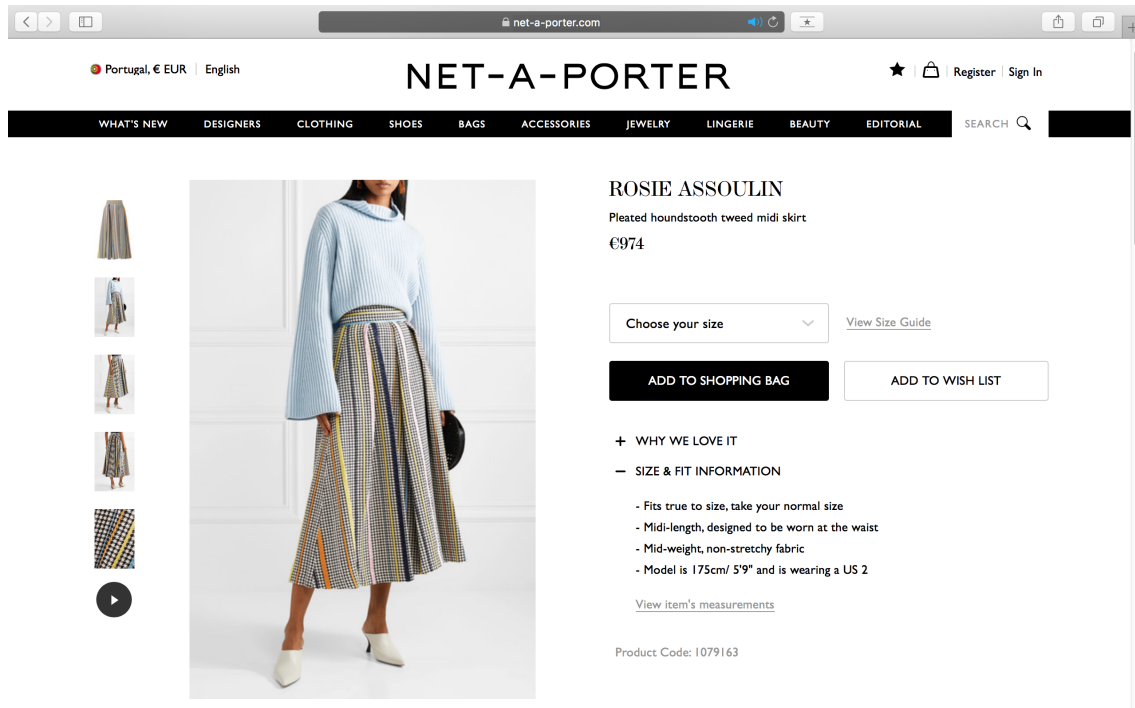 net-a-porter.com
Portugal, € EUR English
NET-A-PORTER
Register Sign In
WHAT'S NEW DESIGNERS CLOTHING SHOES BAGS ACCESSORIES JEWELRY LINGERIE BEAUTY EDITORIAL SEARCH
ROSIE ASSOULIN
Pleated houndstooth tweed midi skirt
€974
Choose your size View Size Guide
ADD TO SHOPPING BAG ADD TO WISH LIST
+ WHY WE LOVE IT
– SIZE & FIT INFORMATION
- Fits true to size, take your normal size
- Midi-length, designed to be worn at the waist
- Mid-weight, non-stretchy fabric
- Model is 175cm/ 5'9" and is wearing a US 2
View item's measurements
Product Code: 1079163